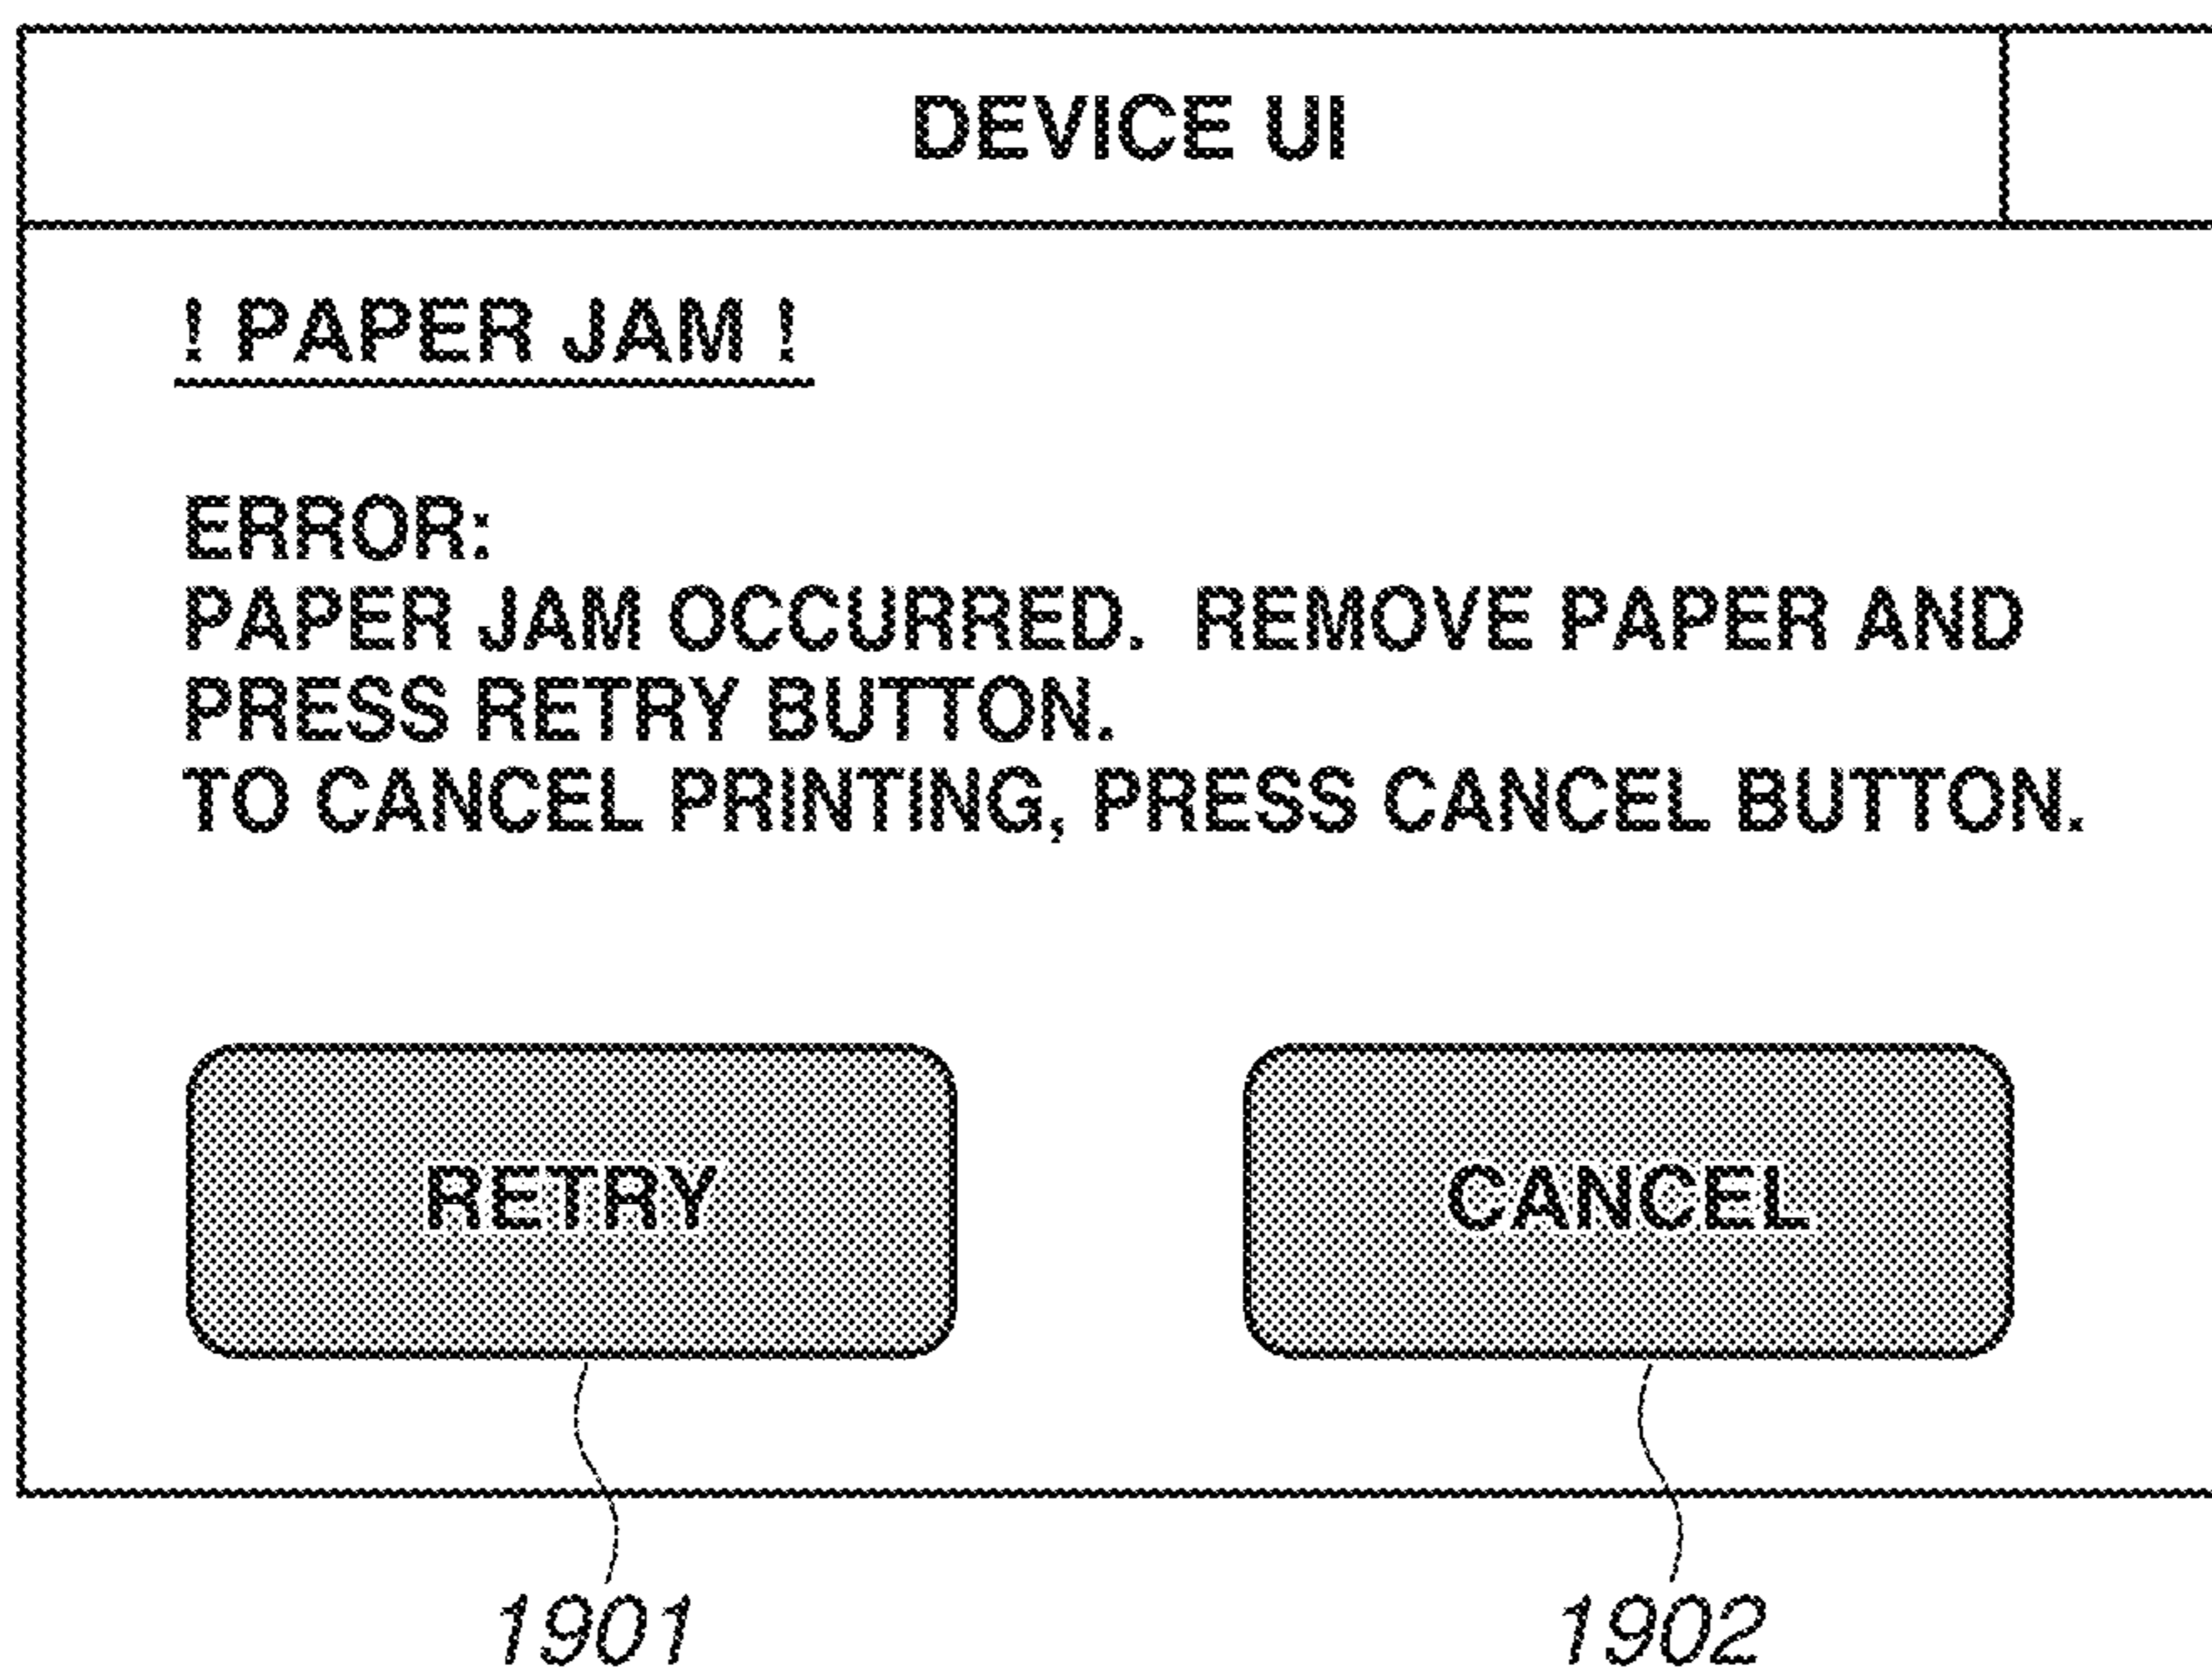 DEVICE UI
! PAPER JAM !
ERROR:
PAPER JAM OCCURRED. REMOVE PAPER AND
PRESS RETRY BUTTON.
TO CANCEL PRINTING, PRESS CANCEL BUTTON.
RETRY CANCEL
1901 1902